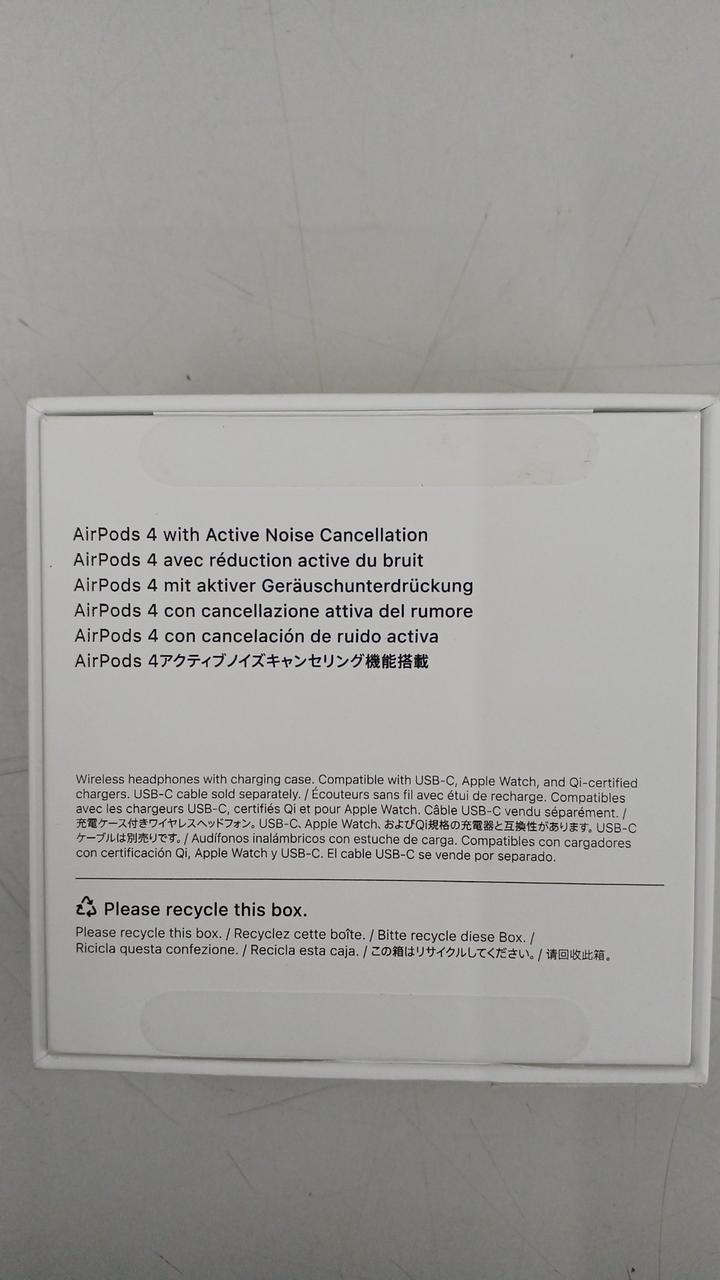 AirPods 4 with Active Noise Cancellation
AirPods 4 avec réduction active du bruit
AirPods 4 mit aktiver Geräuschunterdrückung
AirPods 4 con cancellazione attiva del rumore
AirPods 4 con cancelación de ruido activa
AirPods 4アクティブノイズキャンセリング機能搭載
Wireless headphones with charging case. Compatible with USB-C, Apple Watch, and Qi-certified
chargers. USB-C cable sold separately. / Écouteurs sans fil avec étui de recharge. Compatibles
avec les chargeurs USB-C, certifiés Qi et pour Apple Watch. Câble USB-C vendu séparément. /
充電ケース付きワイヤレスヘッドフォン。USB-C、Apple Watch、およびQi規格の充電器と互換性があります。USB-C
ケーブルは別売りです。/ Audífonos inalámbricos con estuche de carga. Compatibles con cargadores
con certificación Qi, Apple Watch y USB-C. El cable USB-C se vende por separado.
Please recycle this box.
Please recycle this box. / Recyclez cette boîte. / Bitte recycle diese Box. /
Ricicla questa confezione. / Recicla esta caja. / この箱はリサイクルしてください。/ 请回收此箱。